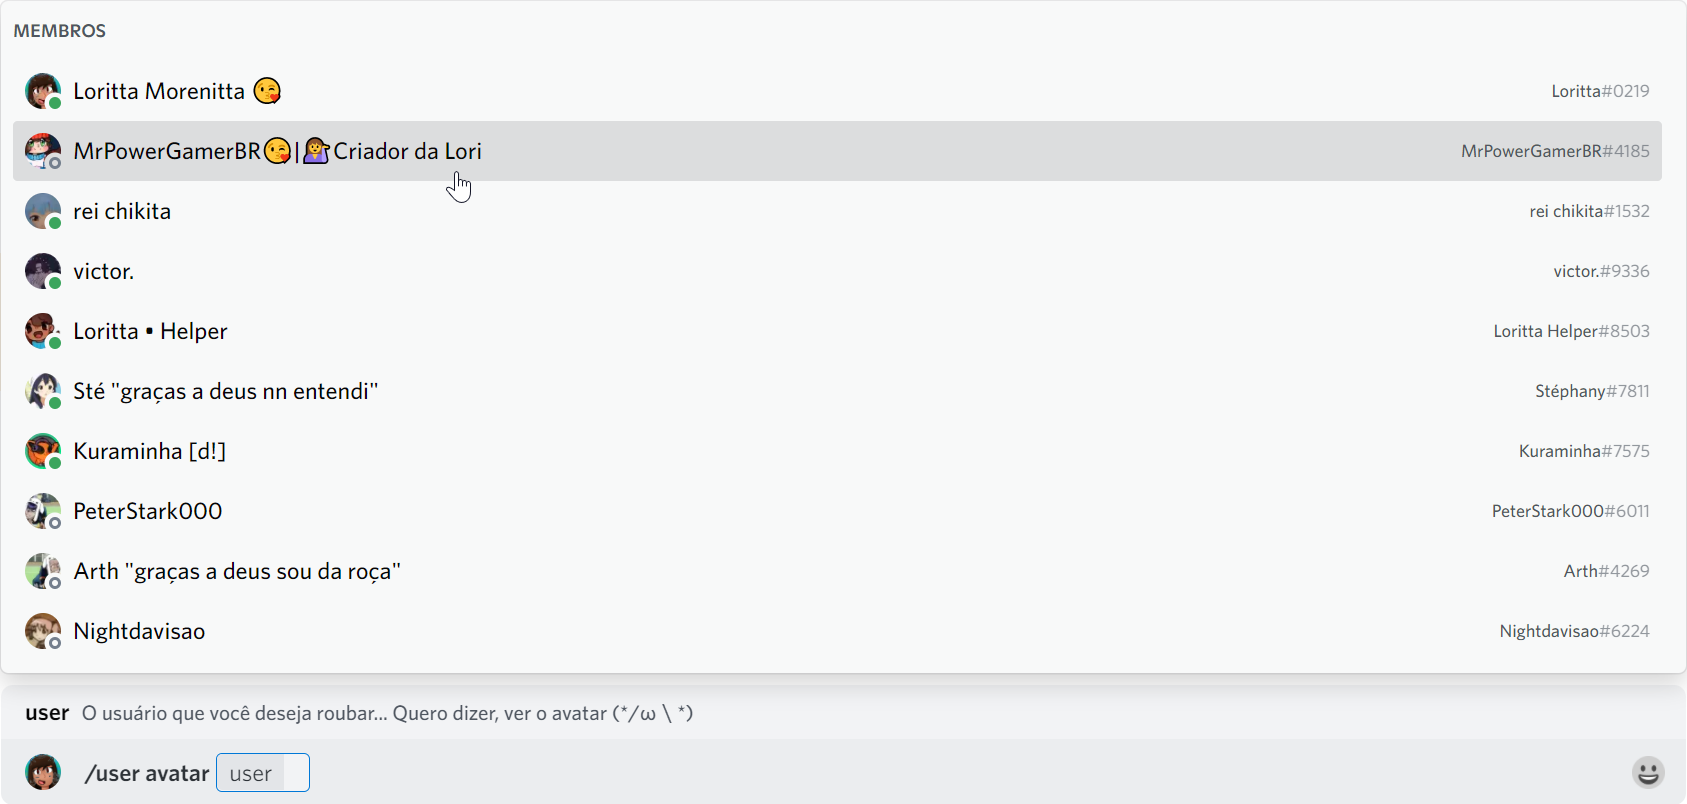 MEMBROS
Loritta Morenitta 😘 Loritta#0219
MrPowerGamerBR😘|💁‍♀️Criador da Lori MrPowerGamerBR#4185
rei chikita rei chikita#1532
victor. victor.#9336
Loritta • Helper Loritta Helper#8503
Sté "graças a deus nn entendi" Stéphany#7811
Kuraminha [d!] Kuraminha#7575
PeterStark000 PeterStark000#6011
Arth "graças a deus sou da roça" Arth#4269
Nightdavisao Nightdavisao#6224
user O usuário que você deseja roubar... Quero dizer, ver o avatar (*/ω \ *)
/user avatar user